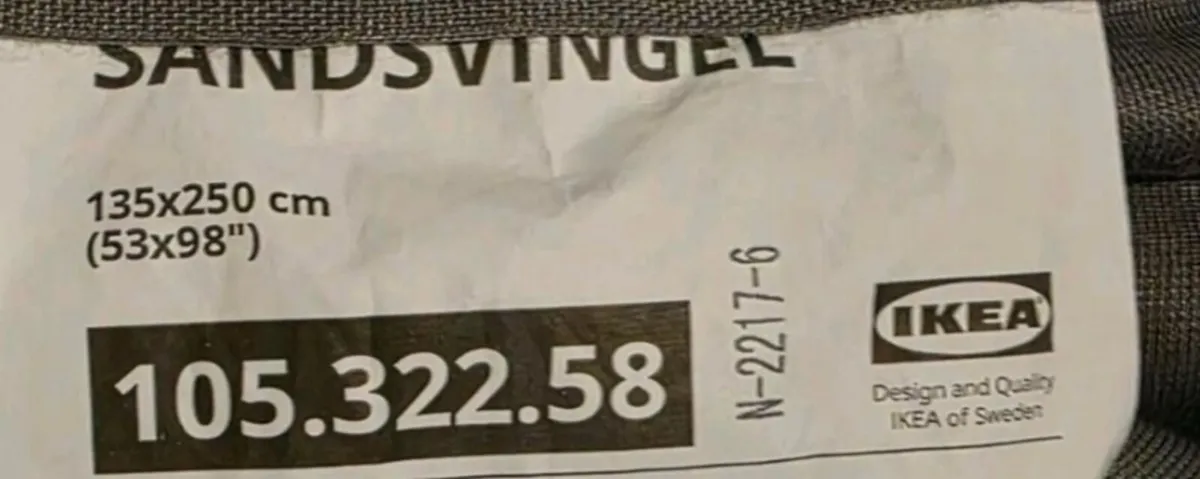 SANDSVINGEL
135x250 cm
(53x98")
105.322.58
N-2217-6
IKEA
Design and Quality
IKEA of Sweden